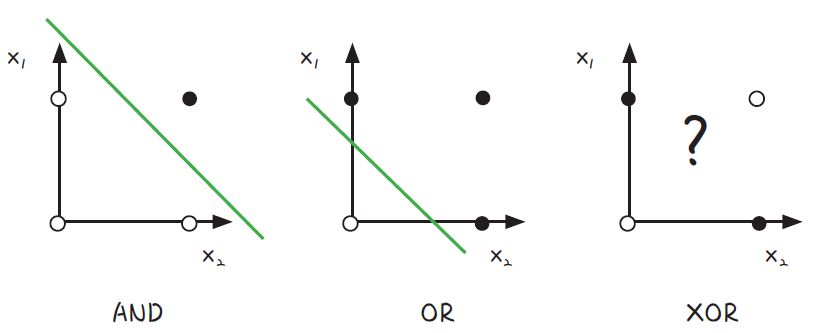 x₁
x₁
x₁
?
x₂
x₂
x₂
AND
OR
XOR